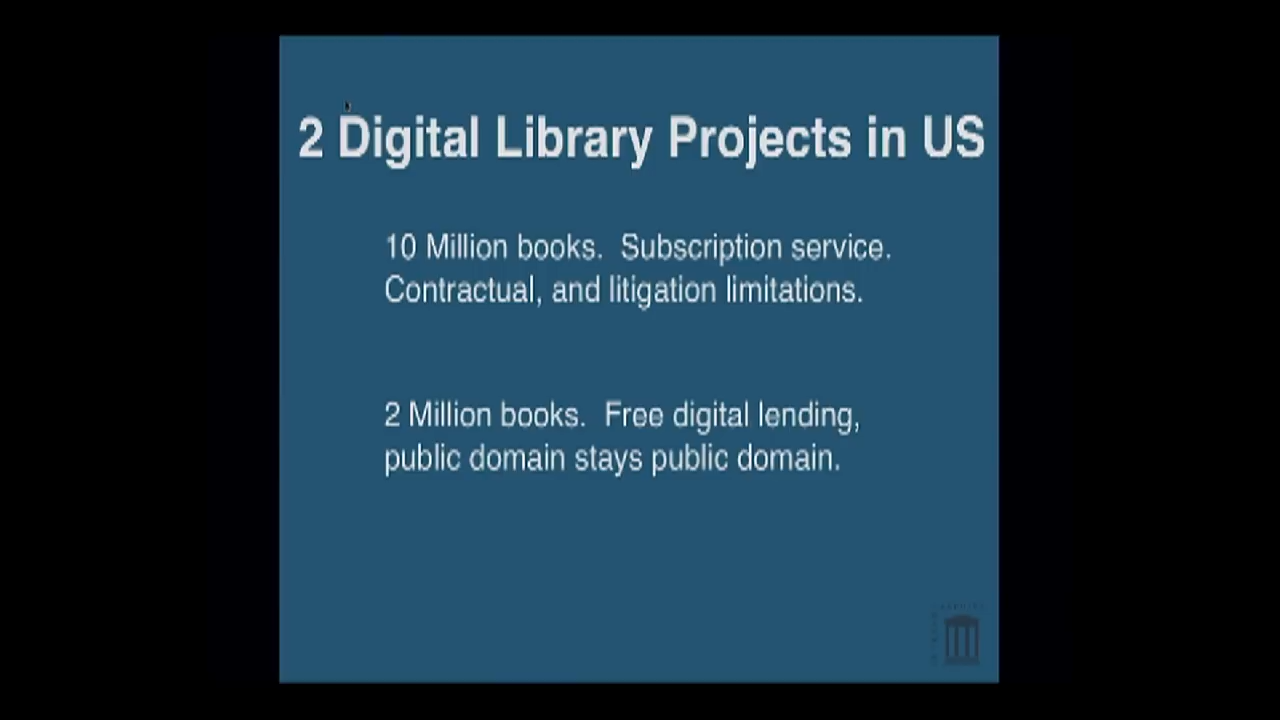 2 Digital Library Projects in US
10 Million books.  Subscription service.
Contractual, and litigation limitations.
2 Million books.  Free digital lending,
public domain stays public domain.